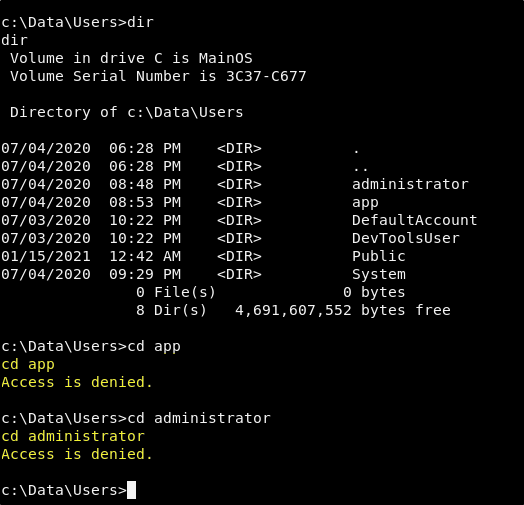 c:\Data\Users>dir
dir
 Volume in drive C is MainOS
 Volume Serial Number is 3C37-C677

 Directory of c:\Data\Users

07/04/2020  06:28 PM    <DIR>          .
07/04/2020  06:28 PM    <DIR>          ..
07/04/2020  08:48 PM    <DIR>          administrator
07/04/2020  08:53 PM    <DIR>          app
07/03/2020  10:22 PM    <DIR>          DefaultAccount
07/03/2020  10:22 PM    <DIR>          DevToolsUser
01/15/2021  12:42 AM    <DIR>          Public
07/04/2020  09:29 PM    <DIR>          System
               0 File(s)              0 bytes
               8 Dir(s)   4,691,607,552 bytes free

c:\Data\Users>cd app
cd app
Access is denied.

c:\Data\Users>cd administrator
cd administrator
Access is denied.

c:\Data\Users>